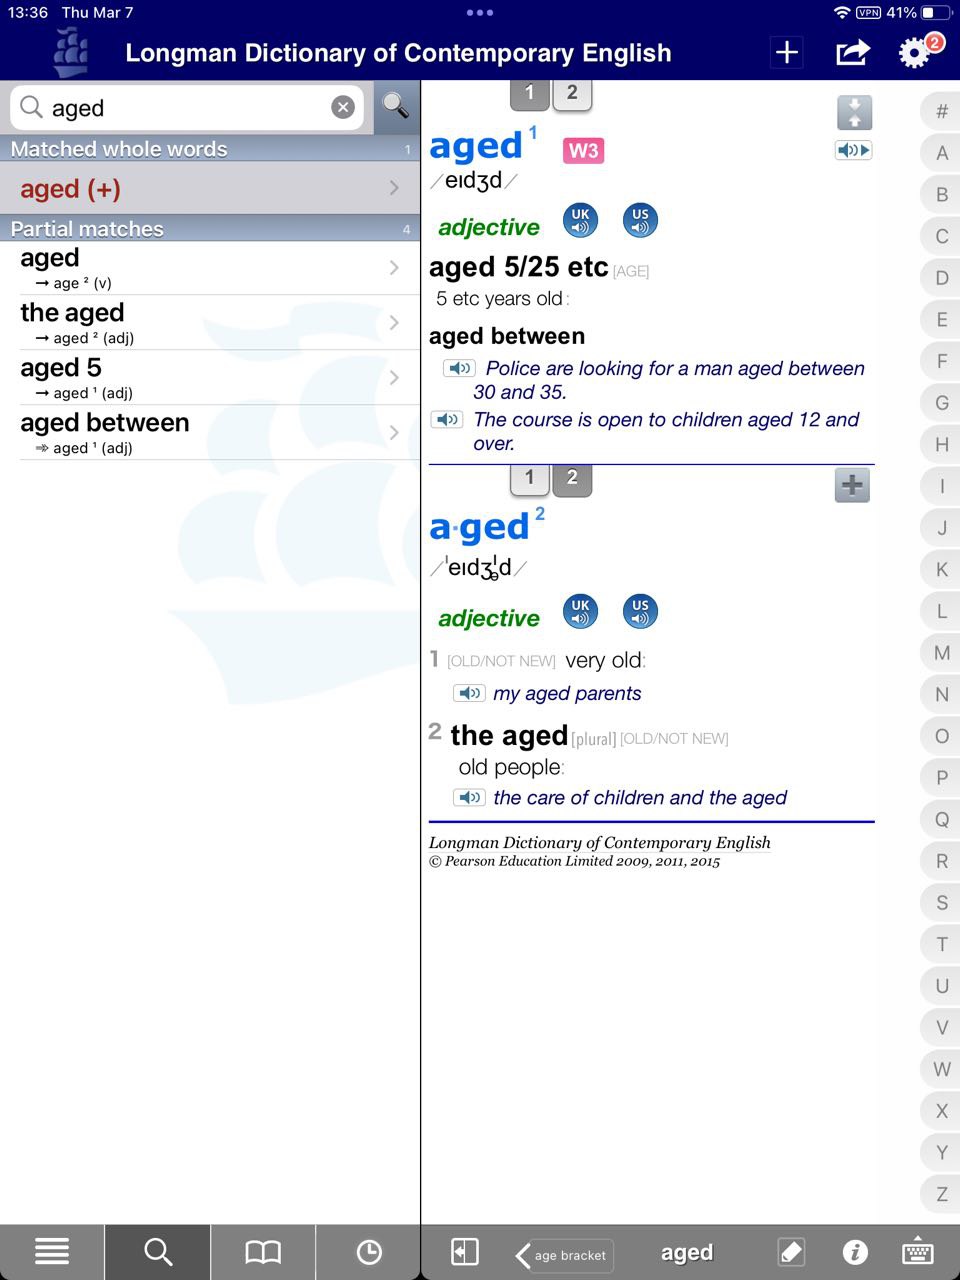 13:36 Thu Mar 7
VPN 41%
Longman Dictionary of Contemporary English
2
aged
Matched whole words 1
aged (+)
Partial matches 4
aged
→ age ² (v)
the aged
→ aged ² (adj)
aged 5
→ aged ¹ (adj)
aged between
⇒ aged ¹ (adj)
1 2
aged ¹ W3
/eɪdʒd/
adjective UK US
aged 5/25 etc [AGE]
5 etc years old:
aged between
Police are looking for a man aged between
30 and 35.
The course is open to children aged 12 and
over.
1 2
a·ged ²
/ˈeɪdʒɪ̵əd/
adjective UK US
1 [OLD/NOT NEW] very old:
my aged parents
2 the aged [plural] [OLD/NOT NEW]
old people:
the care of children and the aged
Longman Dictionary of Contemporary English
© Pearson Education Limited 2009, 2011, 2015
#
A
B
C
D
E
F
G
H
I
J
K
L
M
N
O
P
Q
R
S
T
U
V
W
X
Y
Z
age bracket
aged